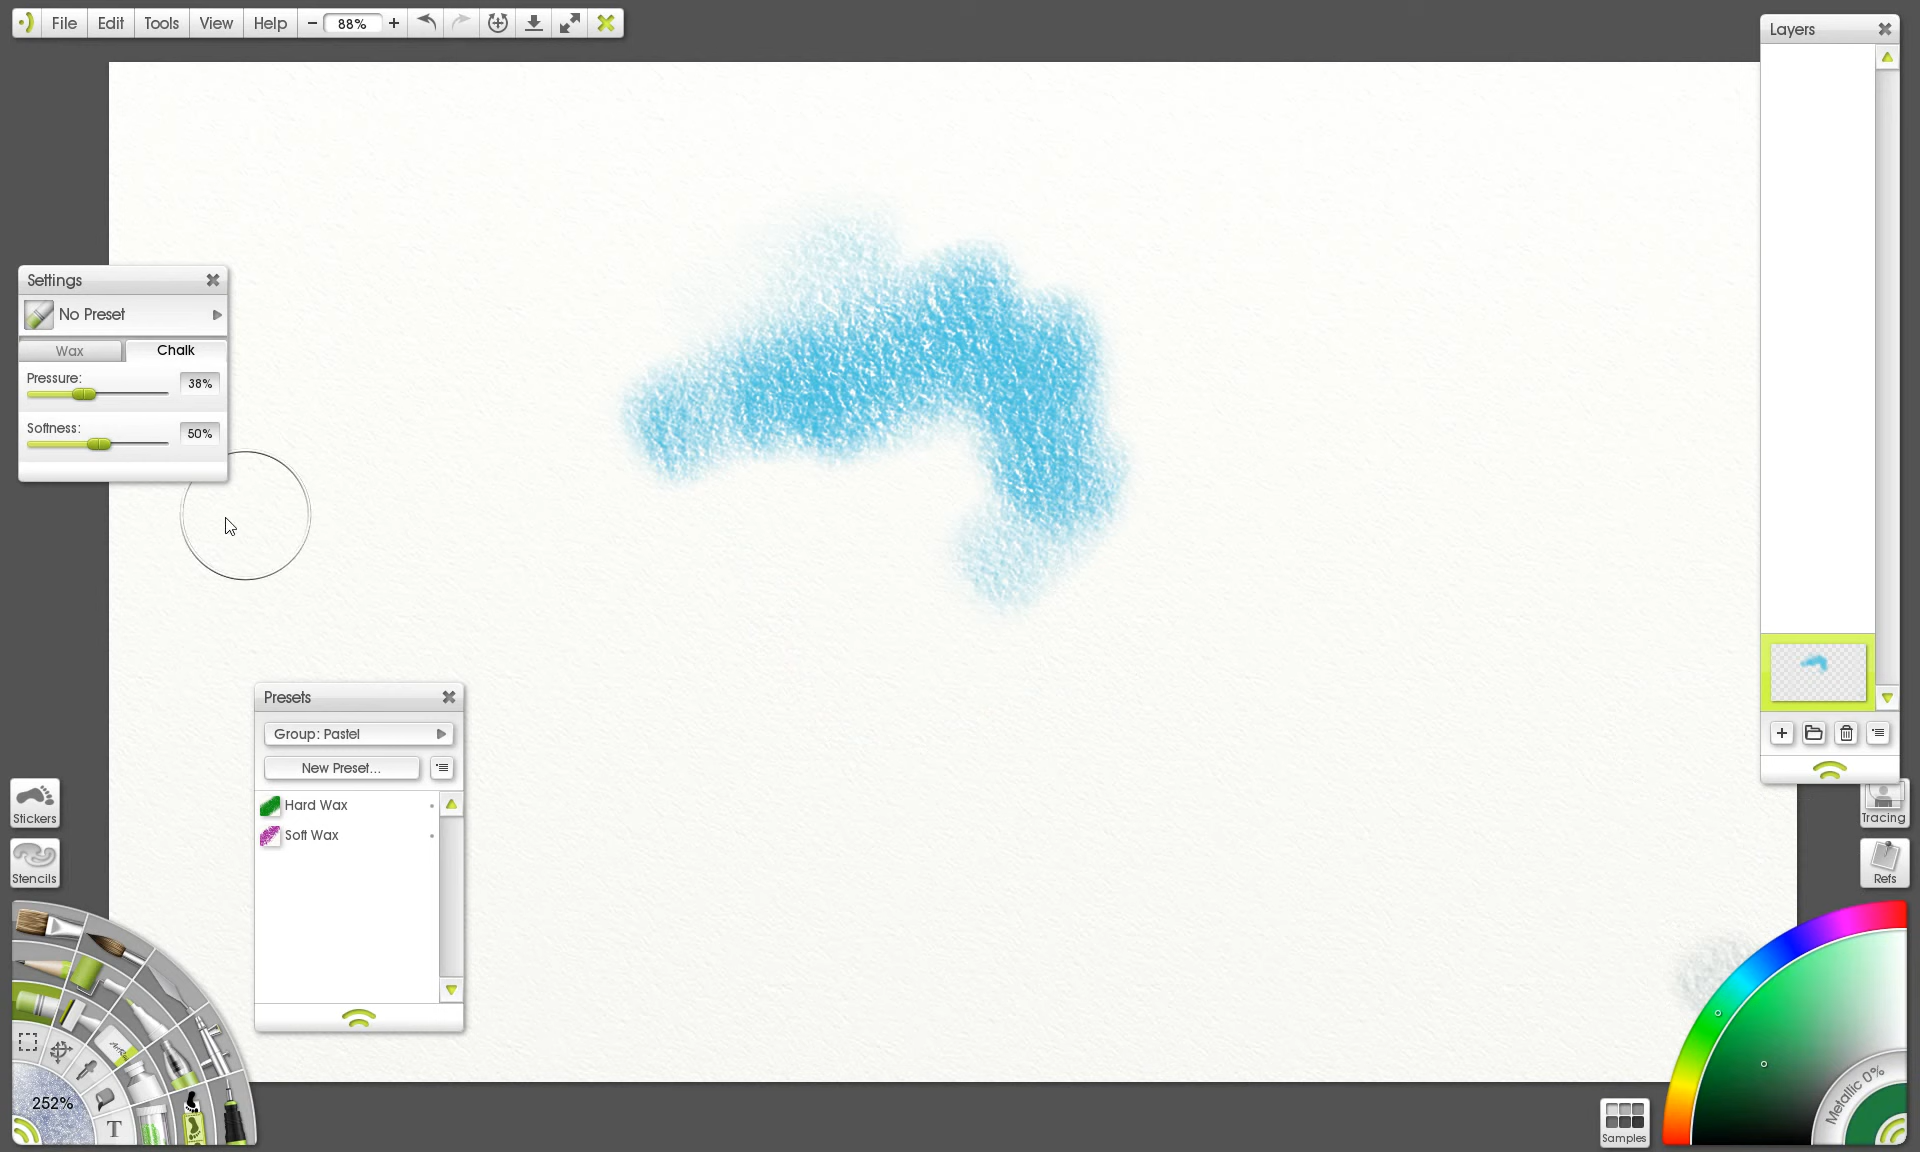 File Edit Tools View Help 88%
Layers
Settings
No Preset
Wax Chalk
Pressure: 38%
Softness: 50%
Presets
Group: Pastel
New Preset...
Hard Wax
Soft Wax
Stickers
Stencils
252%
T
Tracing
Refs
Metallic 0%
Samples